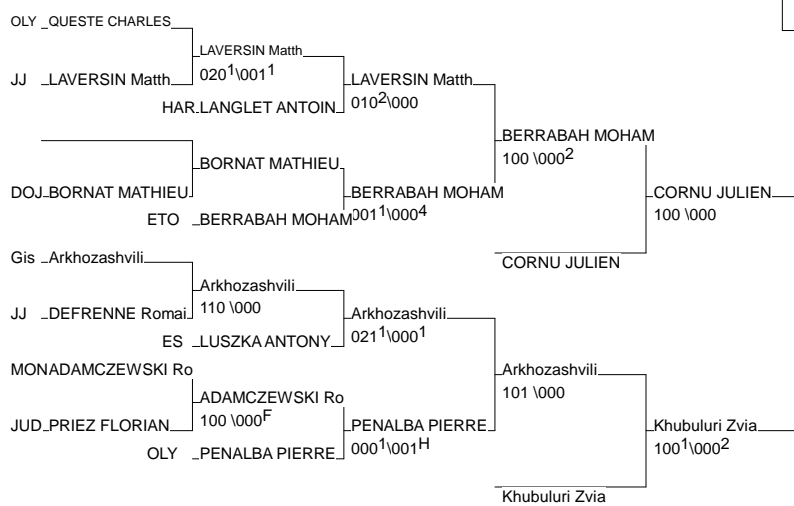 OLY QUESTE CHARLES
LAVERSIN Matth
020¹\001¹
JJ LAVERSIN Matth
LAVERSIN Matth
010²\000
HAR LANGLET ANTOIN
BERRABAH MOHAM
100 \000²
BORNAT MATHIEU
DOJ BORNAT MATHIEU
BERRABAH MOHAM
001¹\000⁴
CORNU JULIEN
100 \000
ETO BERRABAH MOHAM
Gis Arkhozashvili
CORNU JULIEN
Arkhozashvili
110 \000
JJ DEFRENNE Romai
Arkhozashvili
021¹\000¹
ES LUSZKA ANTONY
MONADAMCZEWSKI Ro
Arkhozashvili
101 \000
ADAMCZEWSKI Ro
100 \000F
JUD PRIEZ FLORIAN
PENALBA PIERRE
000¹\001H
Khubuluri Zvia
100¹\000²
OLY PENALBA PIERRE
Khubuluri Zvia